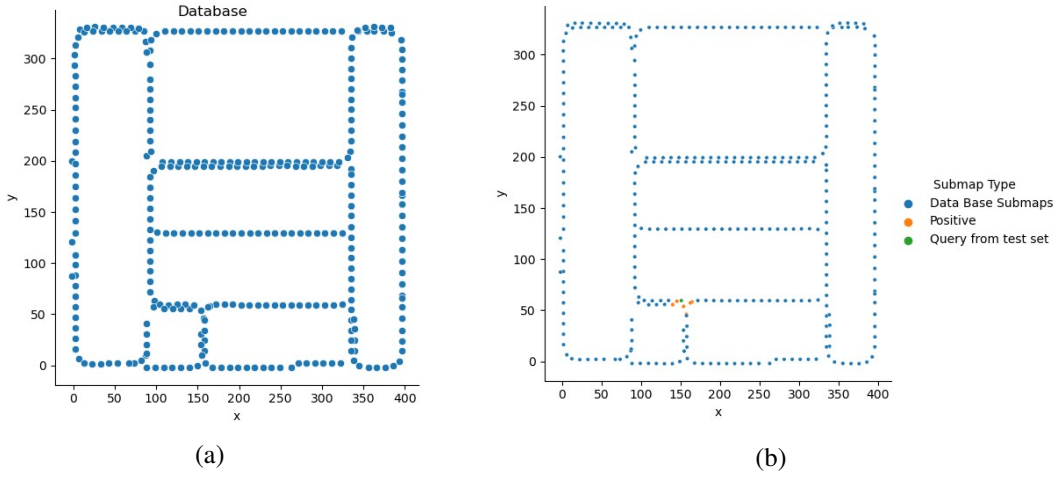 Database
300
250
200
150
100
50
0
y
0 50 100 150 200 250 300 350 400
x
(a)
300
250
200
150
100
50
0
y
0 50 100 150 200 250 300 350 400
x
Submap Type
Data Base Submaps
Positive
Query from test set
(b)